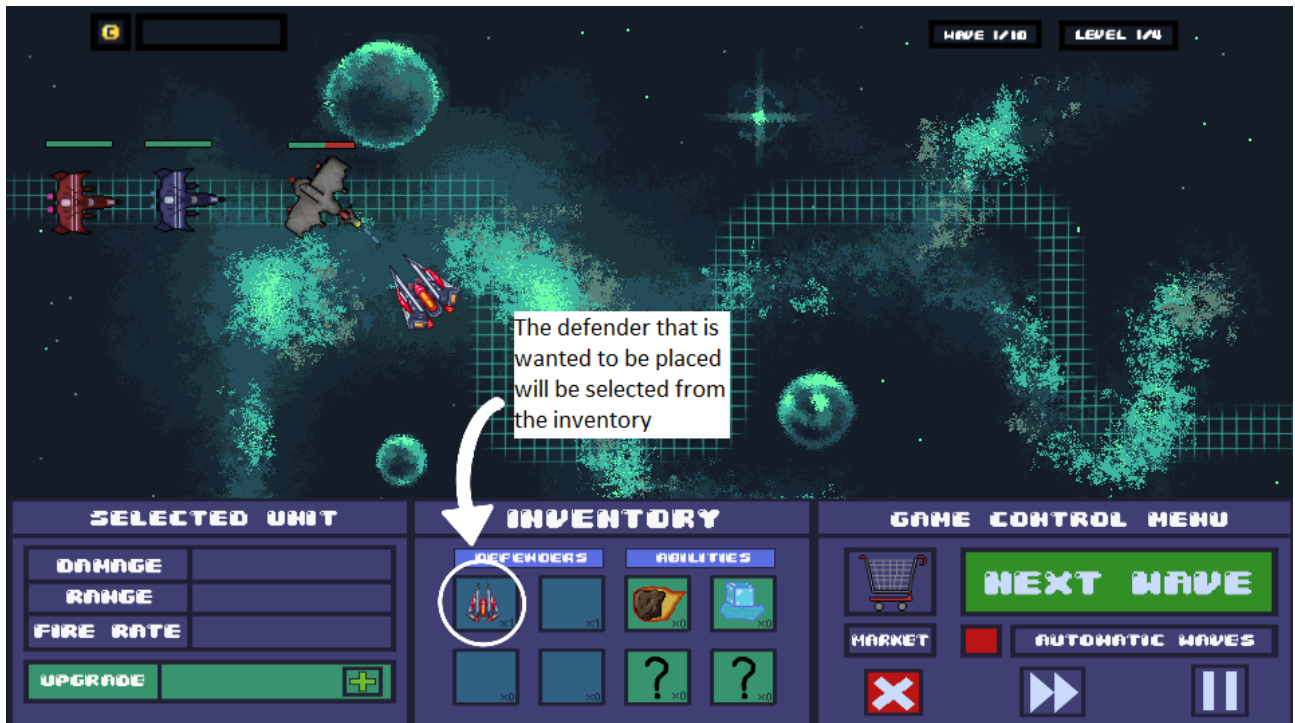 C
WAVE 1/10
LEVEL 1/4
The defender that is
wanted to be placed
will be selected from
the inventory
SELECTED UNIT
DAMAGE
RANGE
FIRE RATE
UPGRADE
INVENTORY
DEFENDERS
ABILITIES
x1
x1
x0
x0
x0
x0
? x0
? x0
GAME CONTROL MENU
NEXT WAVE
MARKET
AUTOMATIC WAVES